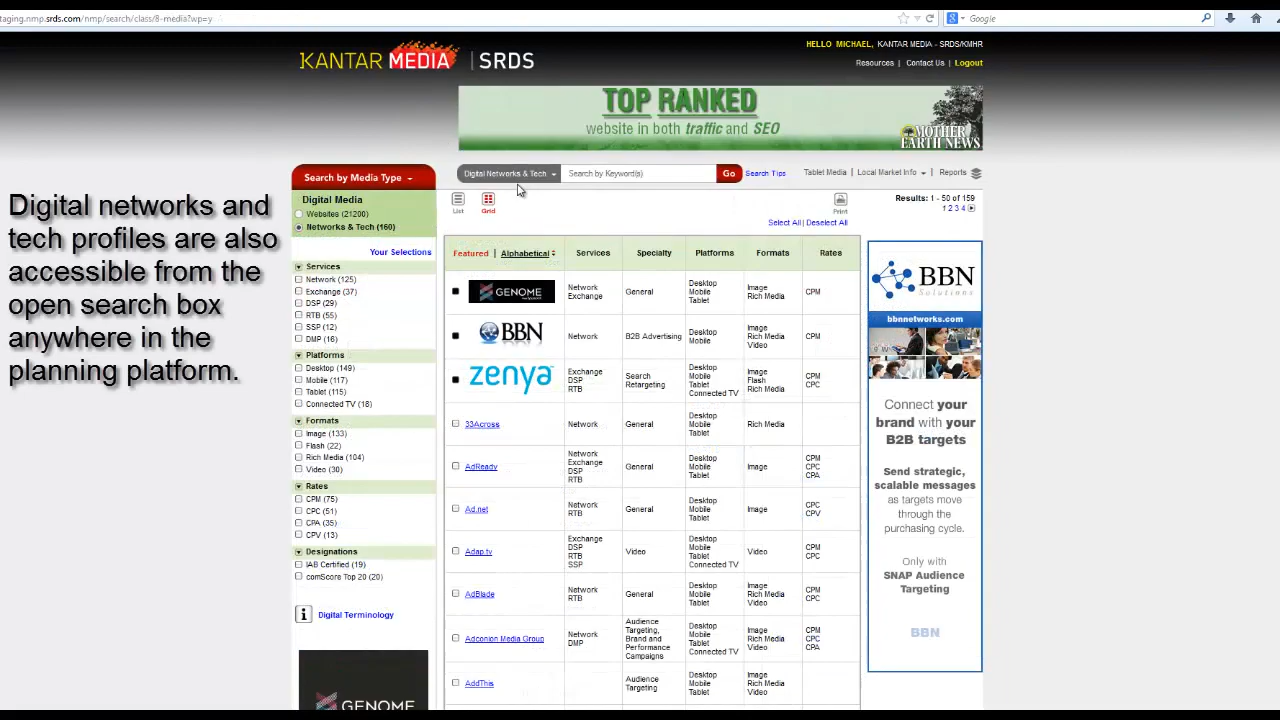 taging.nmp.srds.com/nmp/search/class/8-media?wp=y
Google
KANTAR MEDIA | SRDS
HELLO MICHAEL, KANTAR MEDIA - SRDS/KMHR
Resources | Contact Us | Logout
TOP RANKED
website in both traffic and SEO
MOTHER
EARTH NEWS
Digital networks and
tech profiles are also
accessible from the
open search box
anywhere in the
planning platform.
Search by Media Type
Digital Networks & Tech
Search by Keyword(s)
Go
Search Tips
Tablet Media | Local Market Info | Reports
Digital Media
Websites (21200)
Networks & Tech (160)
Your Selections
Services
Network (125)
Exchange (37)
DSP (29)
RTB (55)
SSP (12)
DMP (16)
Platforms
Desktop (149)
Mobile (117)
Tablet (115)
Connected TV (18)
Formats
Image (133)
Flash (22)
Rich Media (104)
Video (30)
Rates
CPM (75)
CPC (51)
CPA (35)
CPV (13)
Designations
IAB Certified (19)
comScore Top 20 (20)
Digital Terminology
GENOME
List
Grid
Print
Results: 1 - 50 of 159
1 2 3 4
Select All | Deselect All
Featured | Alphabetical
Services
Specialty
Platforms
Formats
Rates
GENOME
Network
Exchange
General
Desktop
Mobile
Tablet
Image
Rich Media
CPM
BBN
Network
B2B Advertising
Desktop
Mobile
Image
Rich Media
Video
CPM
zenya
Exchange
DSP
RTB
Search
Retargeting
Desktop
Mobile
Tablet
Connected TV
Image
Flash
Rich Media
CPM
CPC
33Across
Network
General
Desktop
Mobile
Tablet
Rich Media
AdReady
Network
Exchange
DSP
RTB
General
Desktop
Mobile
Tablet
Image
CPM
CPC
CPA
Ad.net
Network
RTB
General
Desktop
Mobile
Tablet
Image
CPC
CPV
Adap.tv
Exchange
DSP
RTB
SSP
Video
Desktop
Mobile
Tablet
Connected TV
Video
CPM
CPC
AdBlade
Network
RTB
General
Desktop
Mobile
Tablet
Image
Rich Media
Video
CPM
CPC
Adconion Media Group
Network
DMP
Audience
Targeting,
Brand and
Performance
Campaigns
Desktop
Mobile
Tablet
Connected TV
Image
Rich Media
Video
CPM
CPC
CPA
AddThis
Audience
Targeting
Desktop
Mobile
Tablet
Image
Rich Media
BBN
Solutions
bbnnetworks.com
Connect your
brand with your
B2B targets
Send strategic,
scalable messages
as targets move
through the
purchasing cycle.
Only with
SNAP Audience
Targeting
BBN